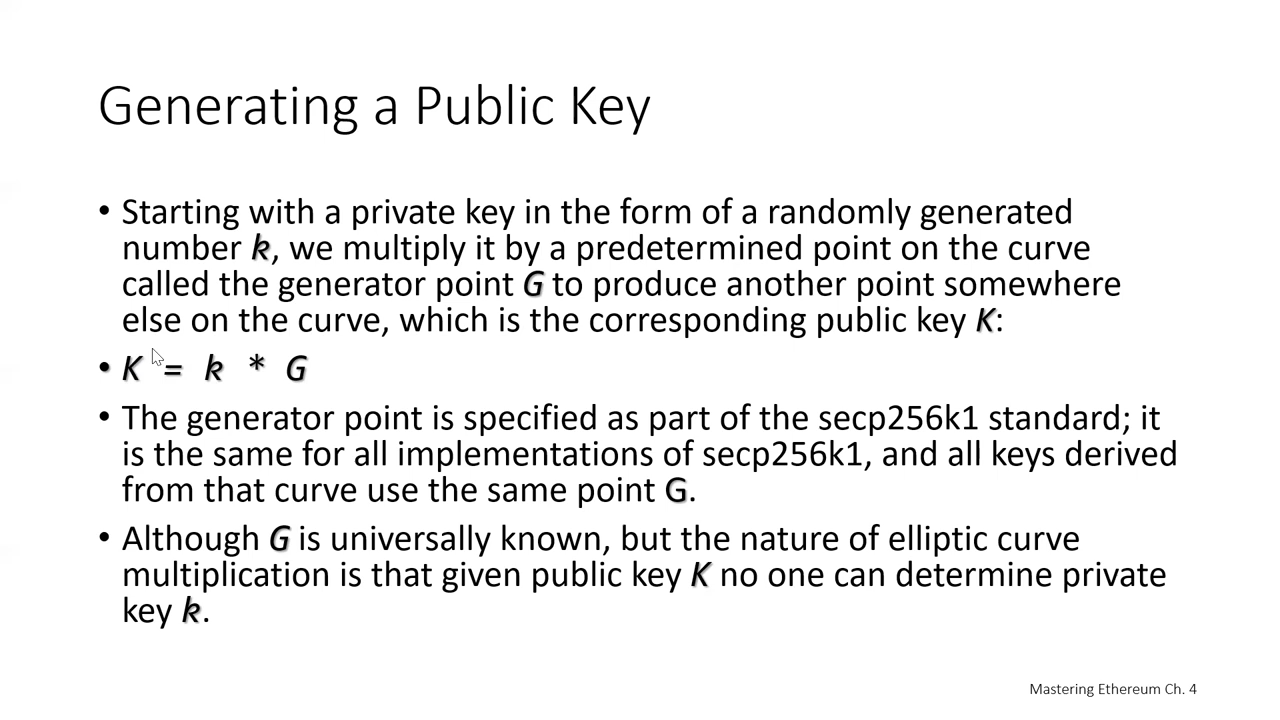 Generating a Public Key
• Starting with a private key in the form of a randomly generated
number k, we multiply it by a predetermined point on the curve
called the generator point G to produce another point somewhere
else on the curve, which is the corresponding public key K:
• K = k * G
• The generator point is specified as part of the secp256k1 standard; it
is the same for all implementations of secp256k1, and all keys derived
from that curve use the same point G.
• Although G is universally known, but the nature of elliptic curve
multiplication is that given public key K no one can determine private
key k.
Mastering Ethereum Ch. 4